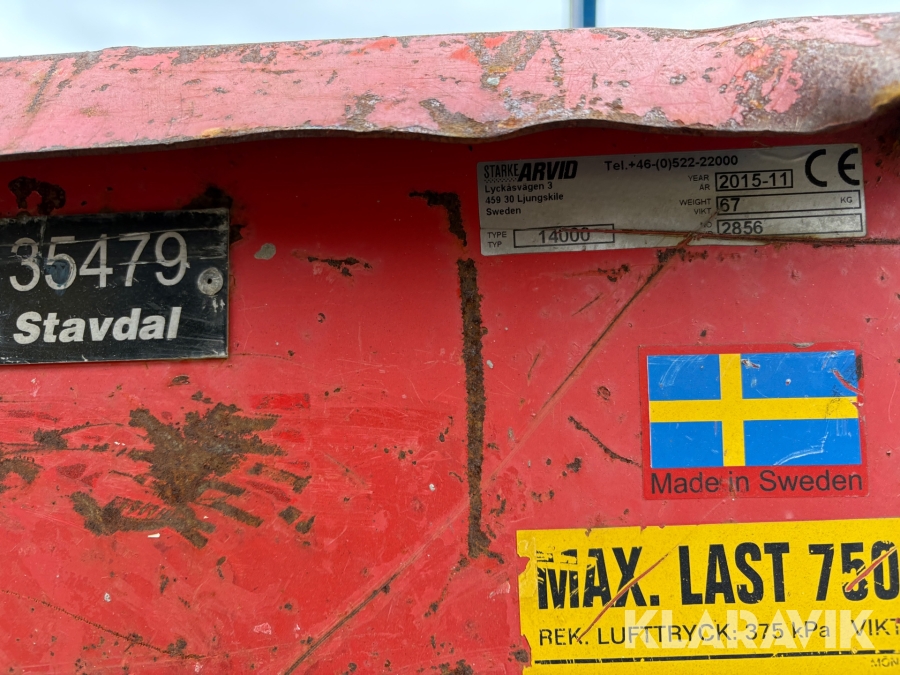 35479
Stavdal
STARKE ARVID
Lyckåsvägen 3
459 30 Ljungskile
Sweden
Tel.+46-(0)522-22000
YEAR
ÅR 2015-11
WEIGHT
VIKT 67 KG
NO 2856
TYPE
TYP 14000
CE
Made in Sweden
MAX. LAST 750
REK. LUFTTRYCK: 375 kPa VIKT
MÖN
KLARAVIK